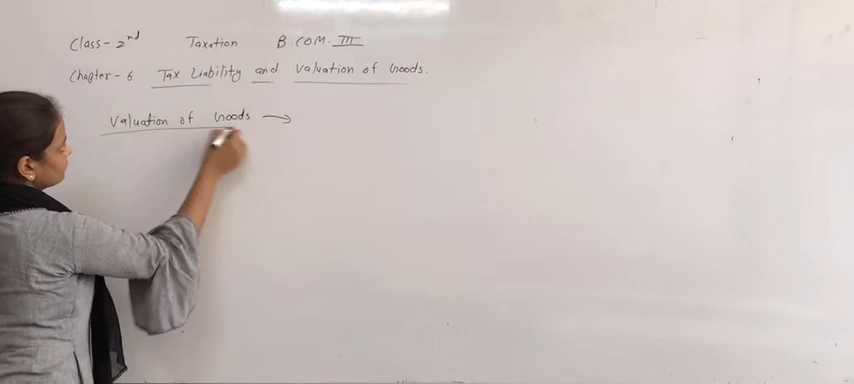 Class-2nd Taxation B.COM. III
Chapter-6 Tax Liability and Valuation of Goods.
Valuation of Goods →